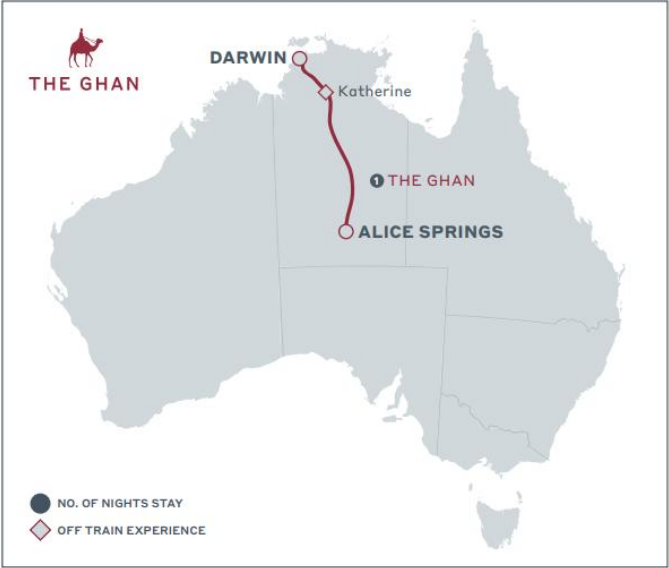 THE GHAN
DARWIN
Katherine
1 THE GHAN
ALICE SPRINGS
NO. OF NIGHTS STAY
OFF TRAIN EXPERIENCE